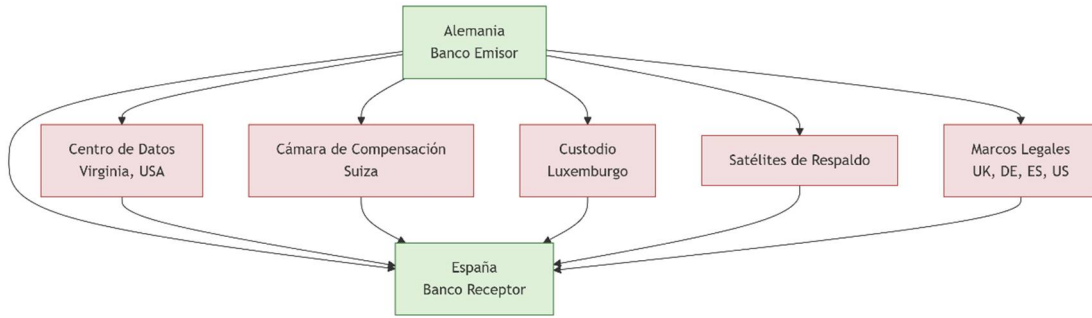 Alemania
Banco Emisor
Centro de Datos
Virginia, USA
Cámara de Compensación
Suiza
Custodio
Luxemburgo
Satélites de Respaldo
Marcos Legales
UK, DE, ES, US
España
Banco Receptor